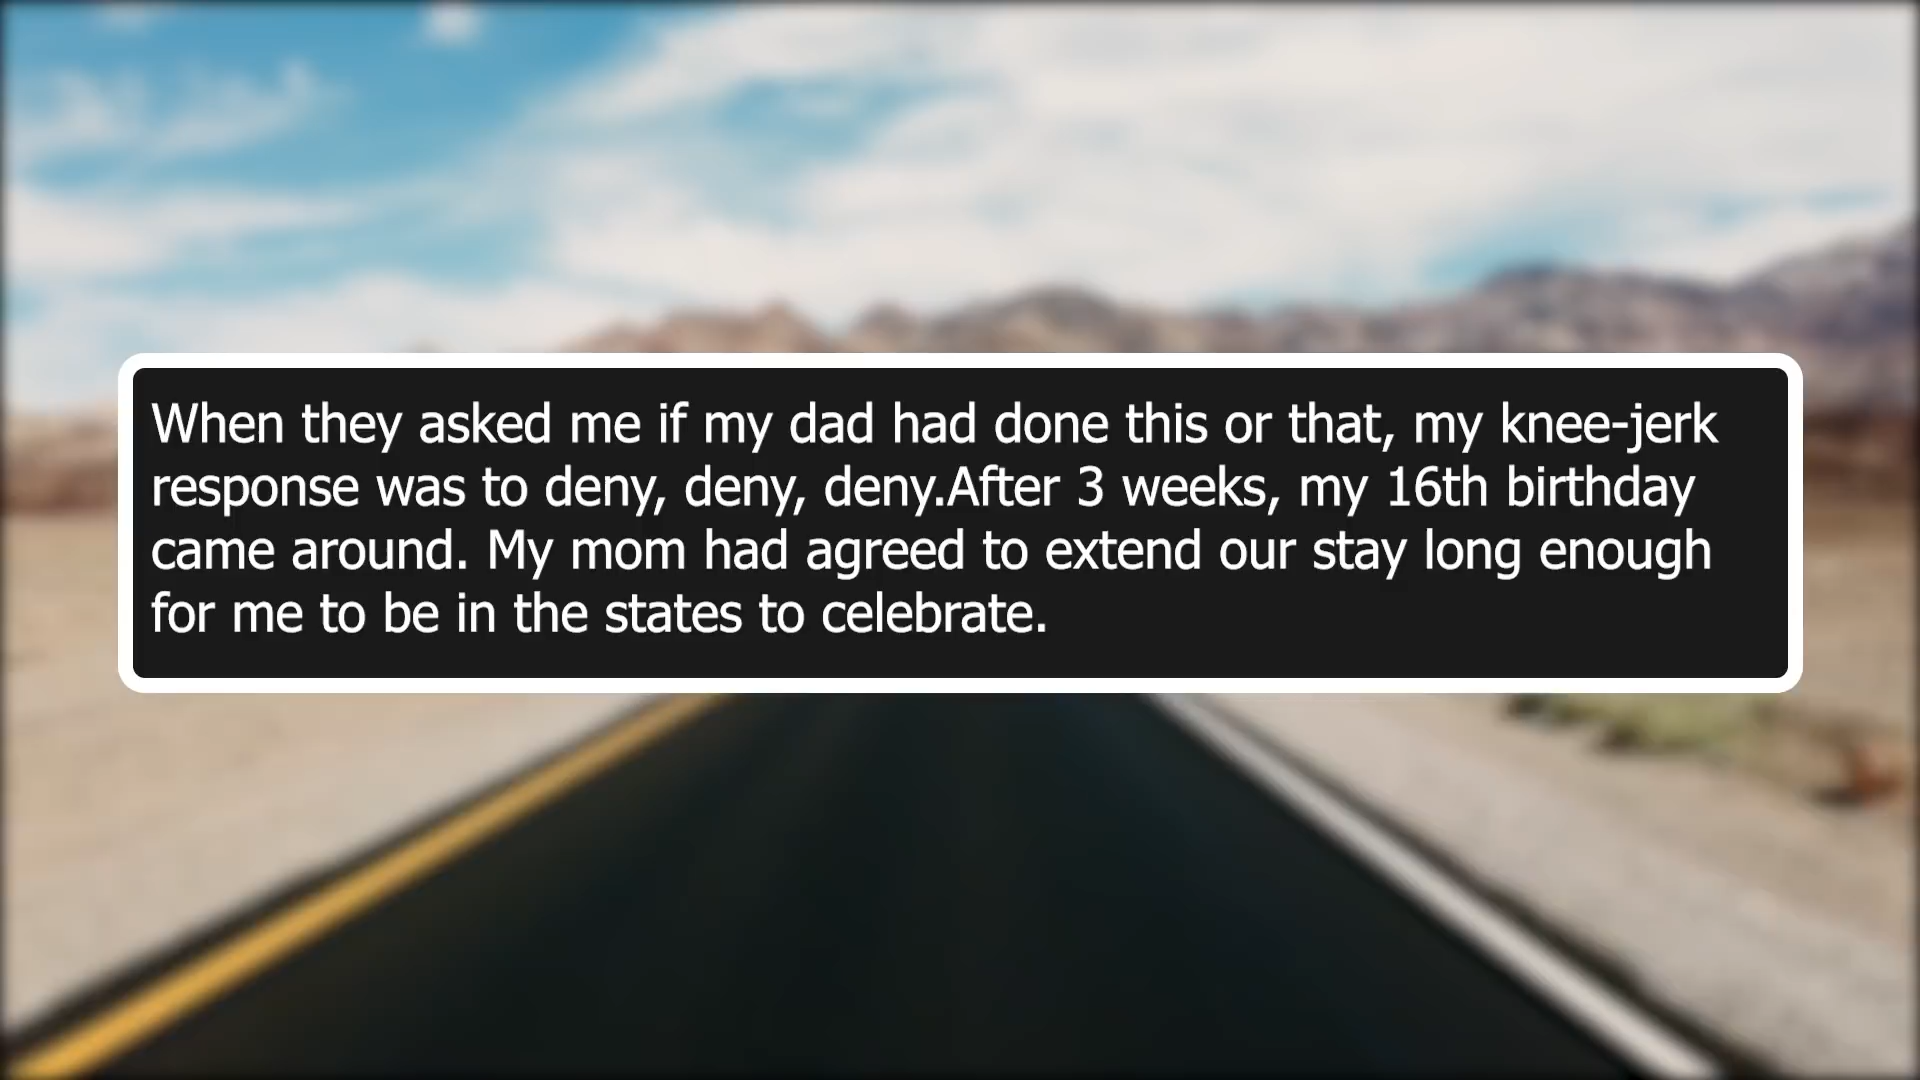 When they asked me if my dad had done this or that, my knee-jerk
response was to deny, deny, deny.After 3 weeks, my 16th birthday
came around. My mom had agreed to extend our stay long enough
for me to be in the states to celebrate.